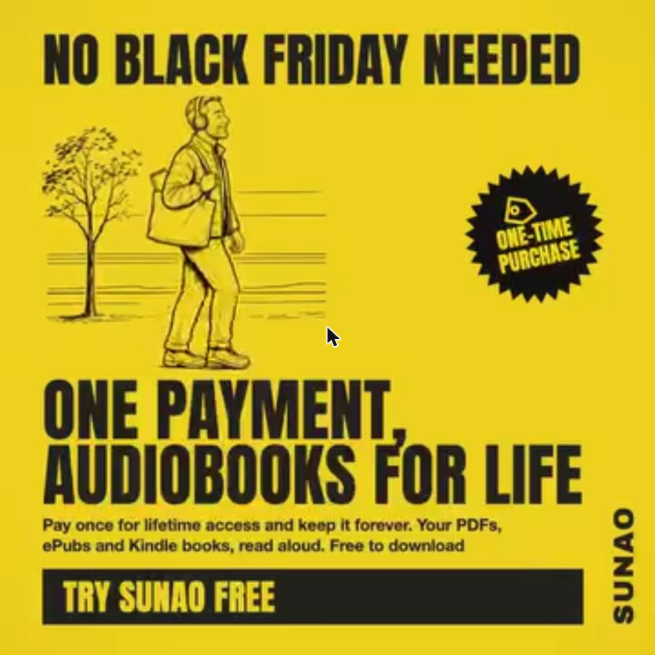 NO BLACK FRIDAY NEEDED
ONE-TIME
PURCHASE
ONE PAYMENT,
AUDIOBOOKS FOR LIFE
Pay once for lifetime access and keep it forever. Your PDFs,
ePubs and Kindle books, read aloud. Free to download
TRY SUNAO FREE
SUNAO